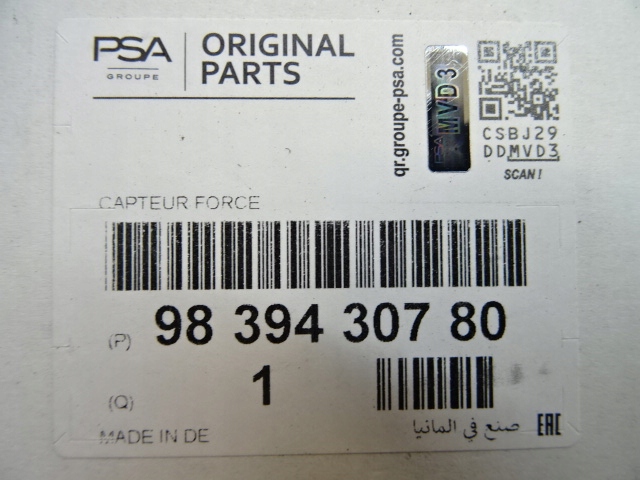 PSA
GROUPE
ORIGINAL
PARTS
qr.groupe-psa.com
PSA MVD3
CSBJ29
DDMVD3
SCAN!
CAPTEUR FORCE
(P) 98 394 307 80
(Q) 1
MADE IN DE
صنع في المانيا
EAC